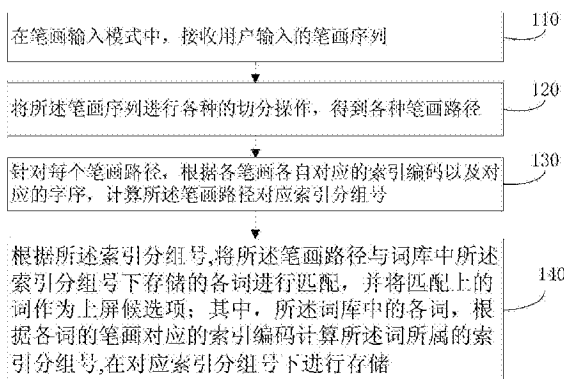 在笔画输入模式中，接收用户输入的笔画序列
110
将所述笔画序列进行各种的切分操作，得到各种笔画路径
120
针对每个笔画路径，根据各笔画各自对应的索引编码以及对
应的字序，计算所述笔画路径对应索引分组号
130
根据所述索引分组号,将所述笔画路径与词库中所述
索引分组号下存储的各词进行匹配，并将匹配上的
词作为上屏候选项；其中，所述词库中的各词，根
据各词的笔画对应的索引编码计算所述词所属的索
引分组号,在对应索引分组号下进行存储
140